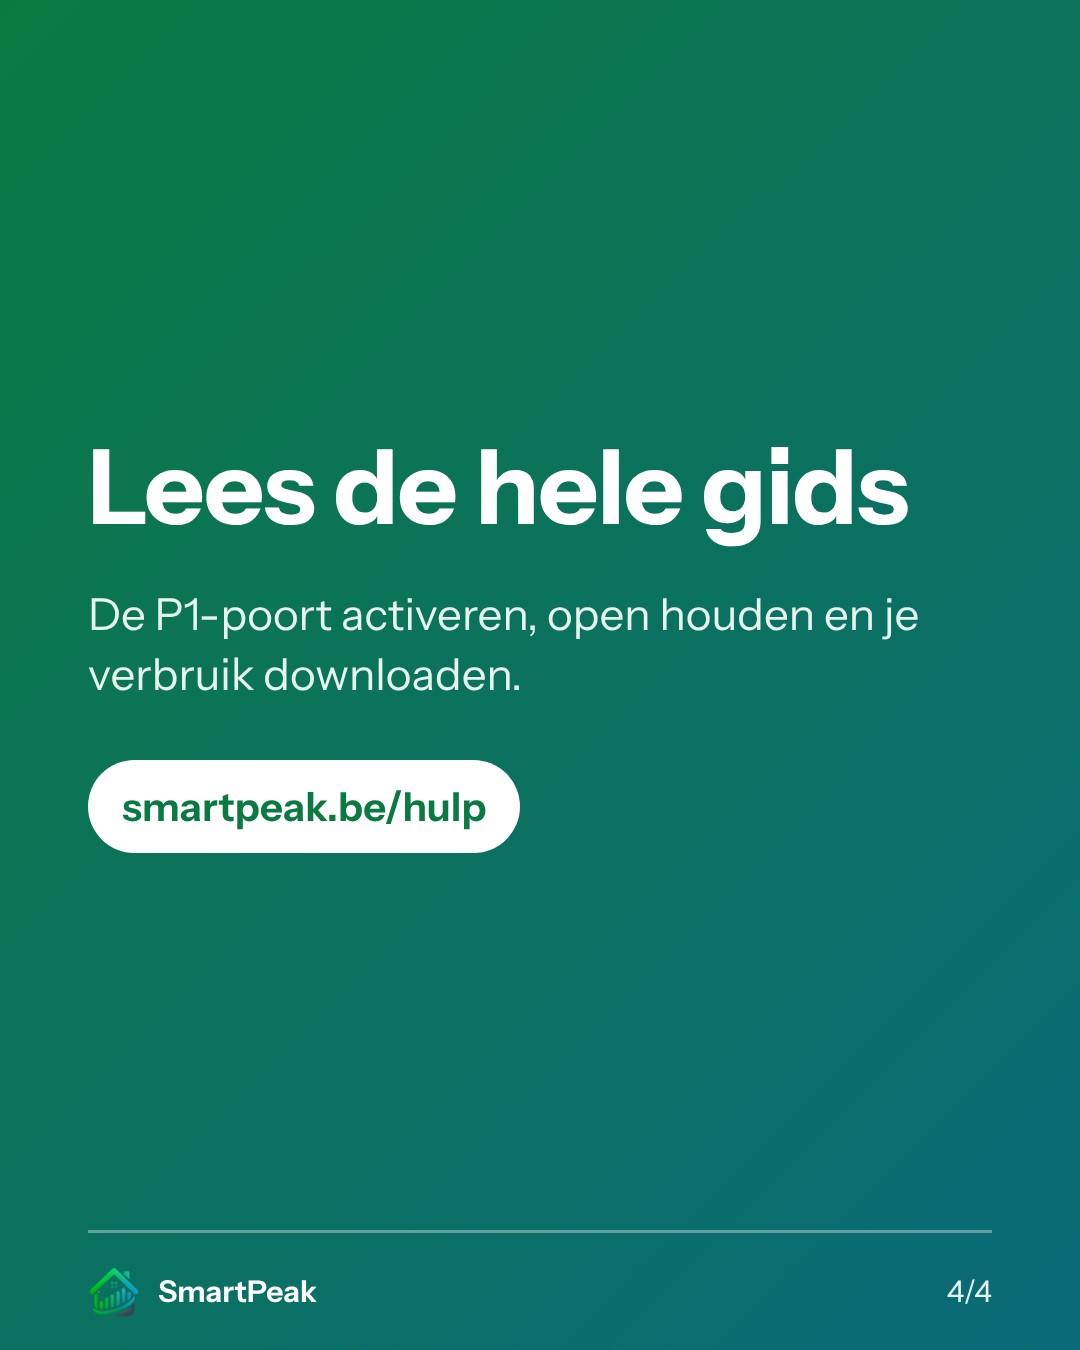 Lees de hele gids
De P1-poort activeren, open houden en je
verbruik downloaden.
smartpeak.be/hulp
SmartPeak
4/4